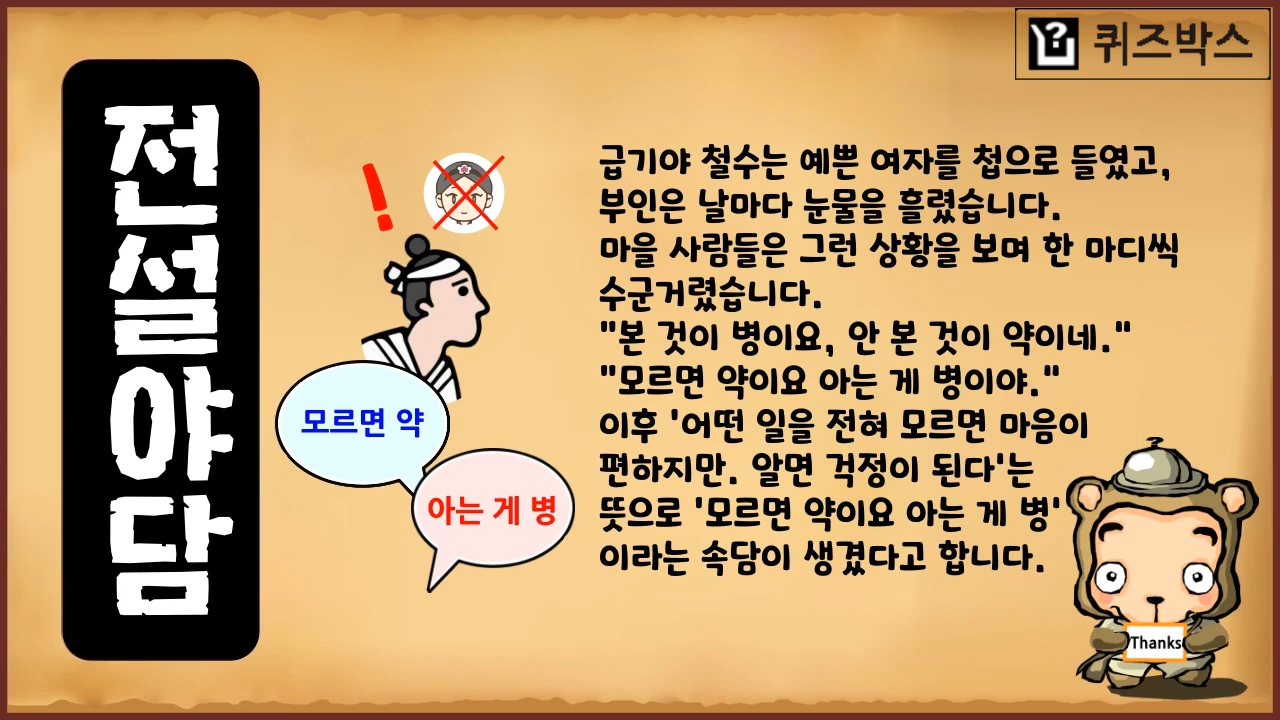 퀴즈박스
전설야담
급기야 철수는 예쁜 여자를 첩으로 들였고,
부인은 날마다 눈물을 흘렸습니다.
마을 사람들은 그런 상황을 보며 한 마디씩
수군거렸습니다.
"본 것이 병이요, 안 본 것이 약이네."
"모르면 약이요 아는 게 병이야."
이후 '어떤 일을 전혀 모르면 마음이
편하지만. 알면 걱정이 된다'는
뜻으로 '모르면 약이요 아는 게 병'
이라는 속담이 생겼다고 합니다.
!
모르면 약
아는 게 병
Thanks